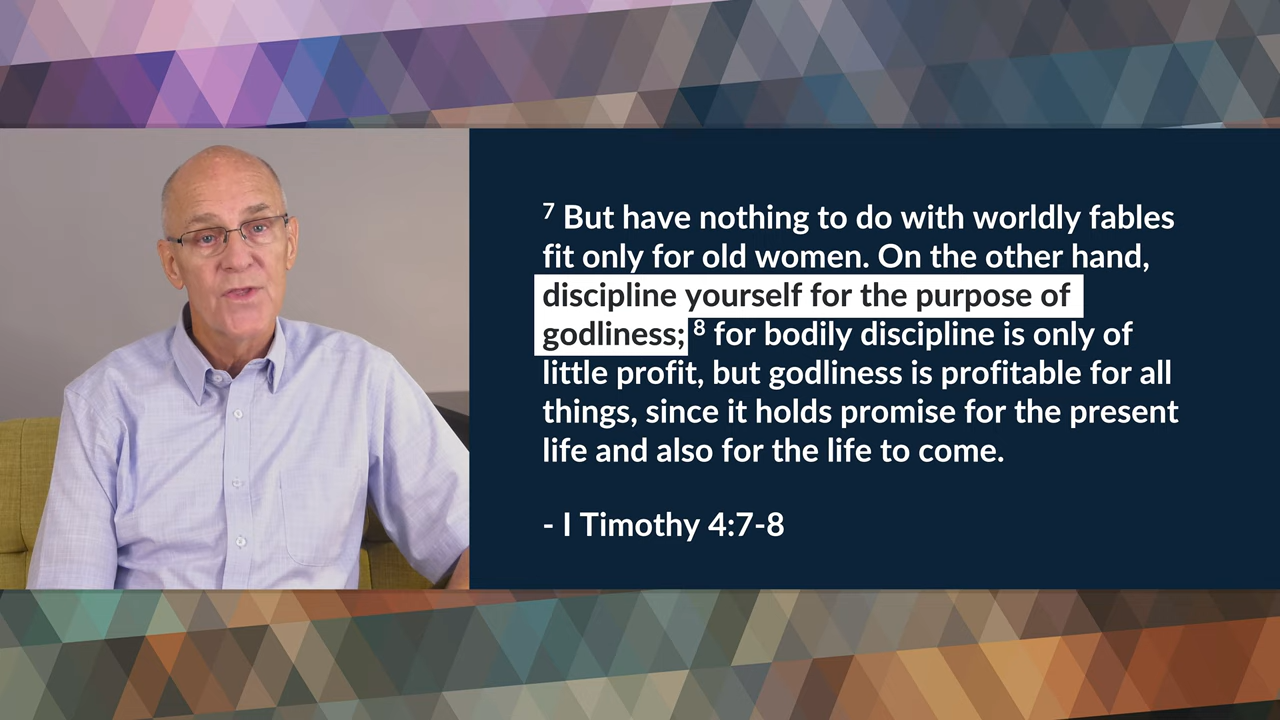 ⁷ But have nothing to do with worldly fables
fit only for old women. On the other hand,
discipline yourself for the purpose of
godliness; ⁸ for bodily discipline is only of
little profit, but godliness is profitable for all
things, since it holds promise for the present
life and also for the life to come.
- I Timothy 4:7-8